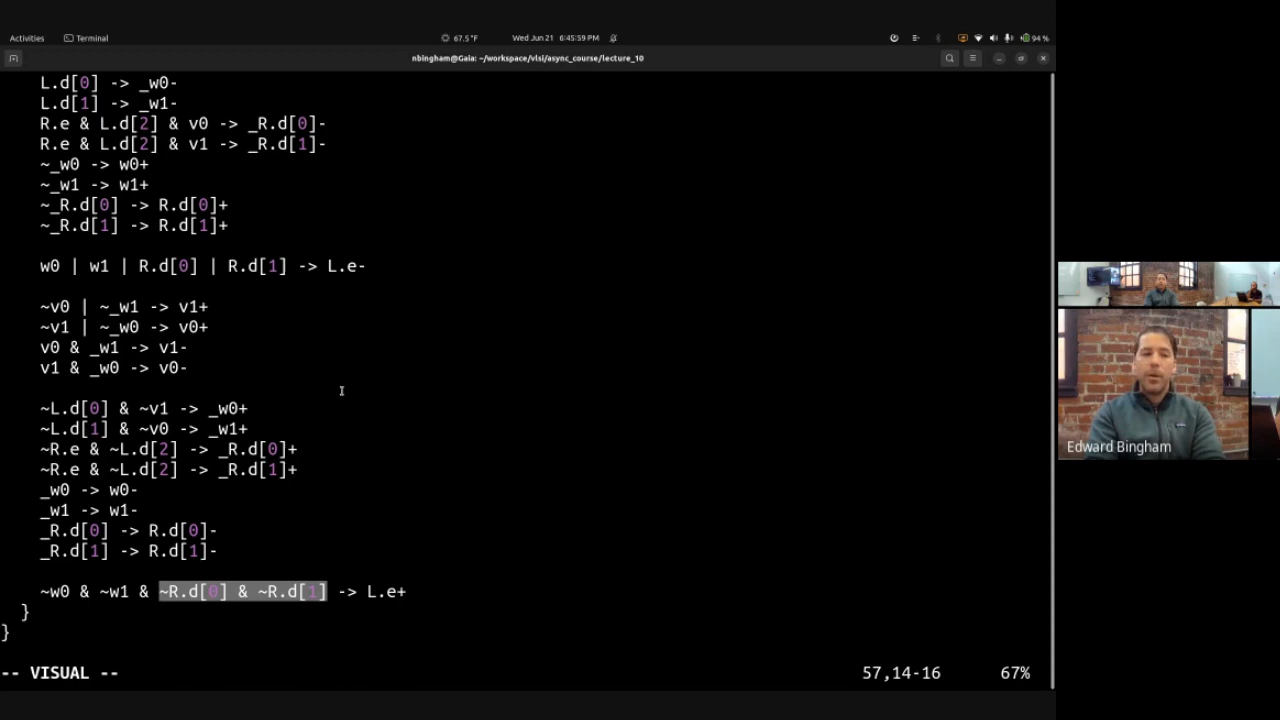 Activities Terminal 67.5°F Wed Jun 21 6:45:59 PM 94 %
nbingham@Gaia: ~/workspace/vlsi/async_course/lecture_10
L.d[0] -> _w0-
L.d[1] -> _w1-
R.e & L.d[2] & v0 -> _R.d[0]-
R.e & L.d[2] & v1 -> _R.d[1]-
~_w0 -> w0+
~_w1 -> w1+
~_R.d[0] -> R.d[0]+
~_R.d[1] -> R.d[1]+
w0 | w1 | R.d[0] | R.d[1] -> L.e-
~v0 | ~_w1 -> v1+
~v1 | ~_w0 -> v0+
v0 & _w1 -> v1-
v1 & _w0 -> v0-
~L.d[0] & ~v1 -> _w0+
~L.d[1] & ~v0 -> _w1+
~R.e & ~L.d[2] -> _R.d[0]+
~R.e & ~L.d[2] -> _R.d[1]+
_w0 -> w0-
_w1 -> w1-
_R.d[0] -> R.d[0]-
_R.d[1] -> R.d[1]-
~w0 & ~w1 & ~R.d[0] & ~R.d[1] -> L.e+
}
}
-- VISUAL -- 57,14-16 67%
Edward Bingham